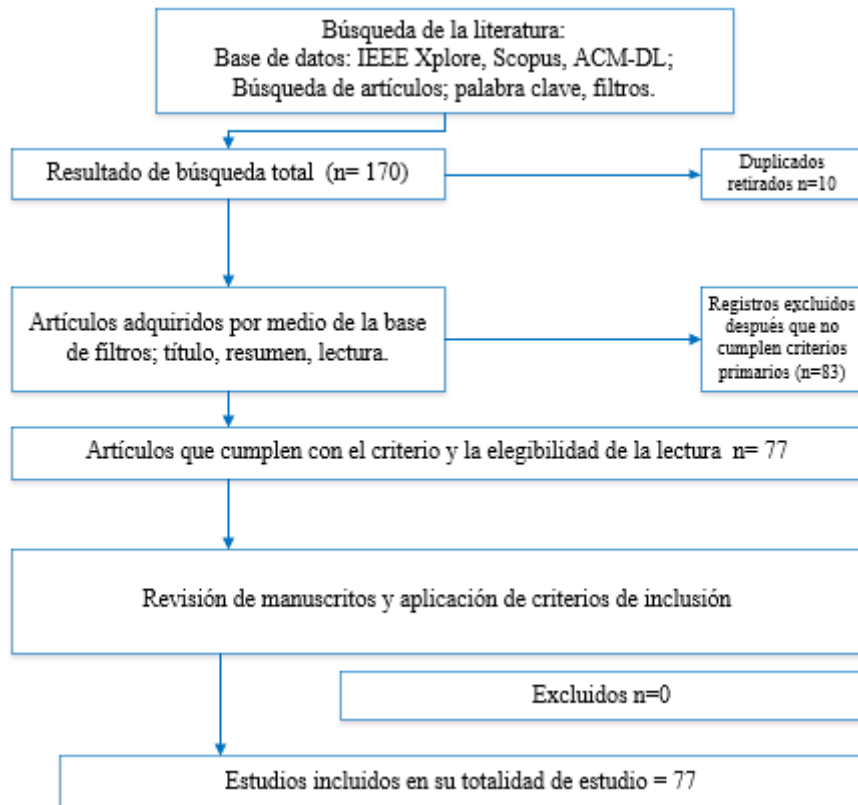 Búsqueda de la literatura:
Base de datos: IEEE Xplore, Scopus, ACM-DL;
Búsqueda de artículos; palabra clave, filtros.
Resultado de búsqueda total (n= 170)
Duplicados
retirados n=10
Artículos adquiridos por medio de la base
de filtros; título, resumen, lectura.
Registros excluidos
después que no
cumplen criterios
primarios (n=83)
Artículos que cumplen con el criterio y la elegibilidad de la lectura n= 77
Revisión de manuscritos y aplicación de criterios de inclusión
Excluidos n=0
Estudios incluidos en su totalidad de estudio = 77